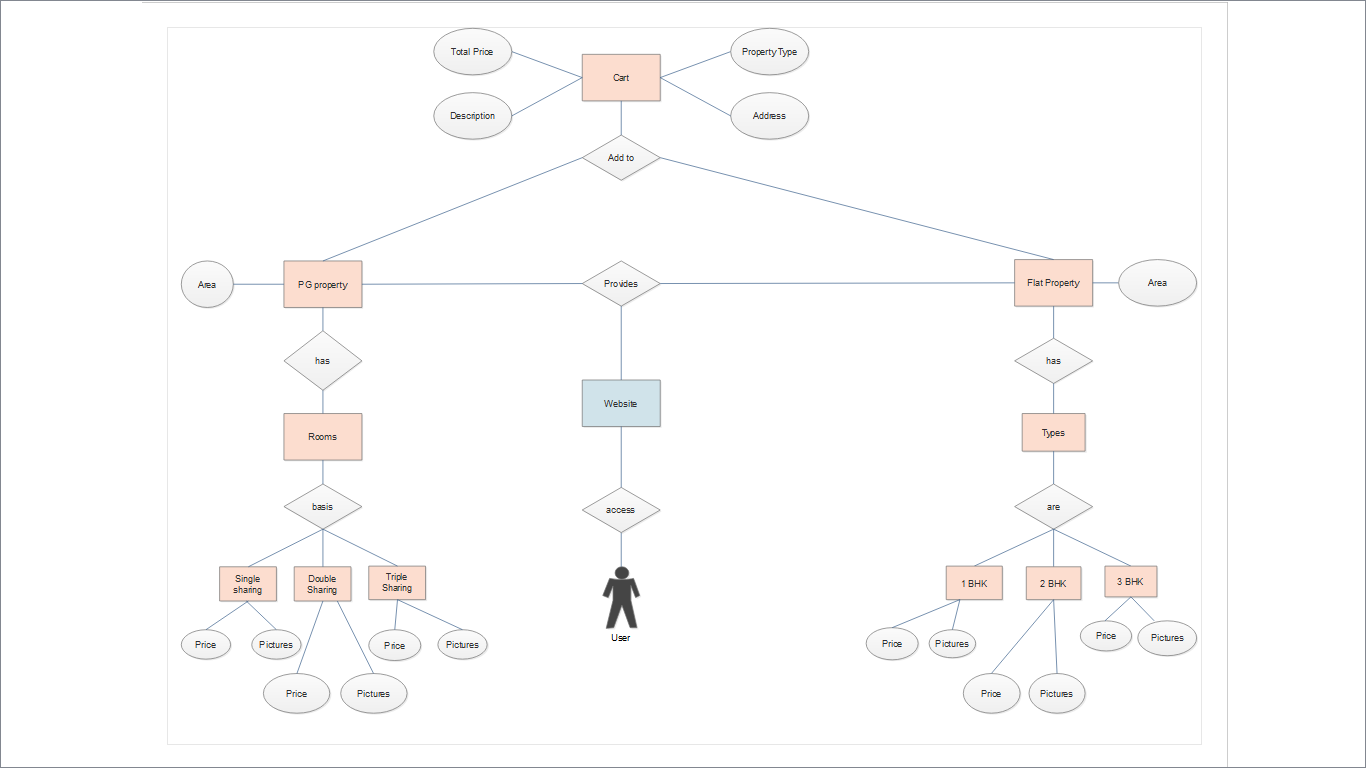 Total Price
Property Type
Cart
Description
Address
Add to
Area
PG property
Provides
Flat Property
Area
has
has
Website
Rooms
Types
basis
access
are
Single
sharing
Double
Sharing
Triple
Sharing
1 BHK
2 BHK
3 BHK
User
Price
Pictures
Price
Pictures
Price
Pictures
Price
Pictures
Price
Pictures
Price
Pictures